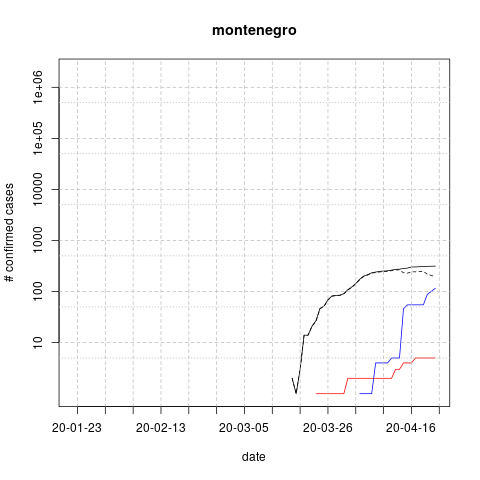 montenegro
# confirmed cases
1e+06
1e+05
10000
1000
100
10
20-01-23
20-02-13
20-03-05
20-03-26
20-04-16
date